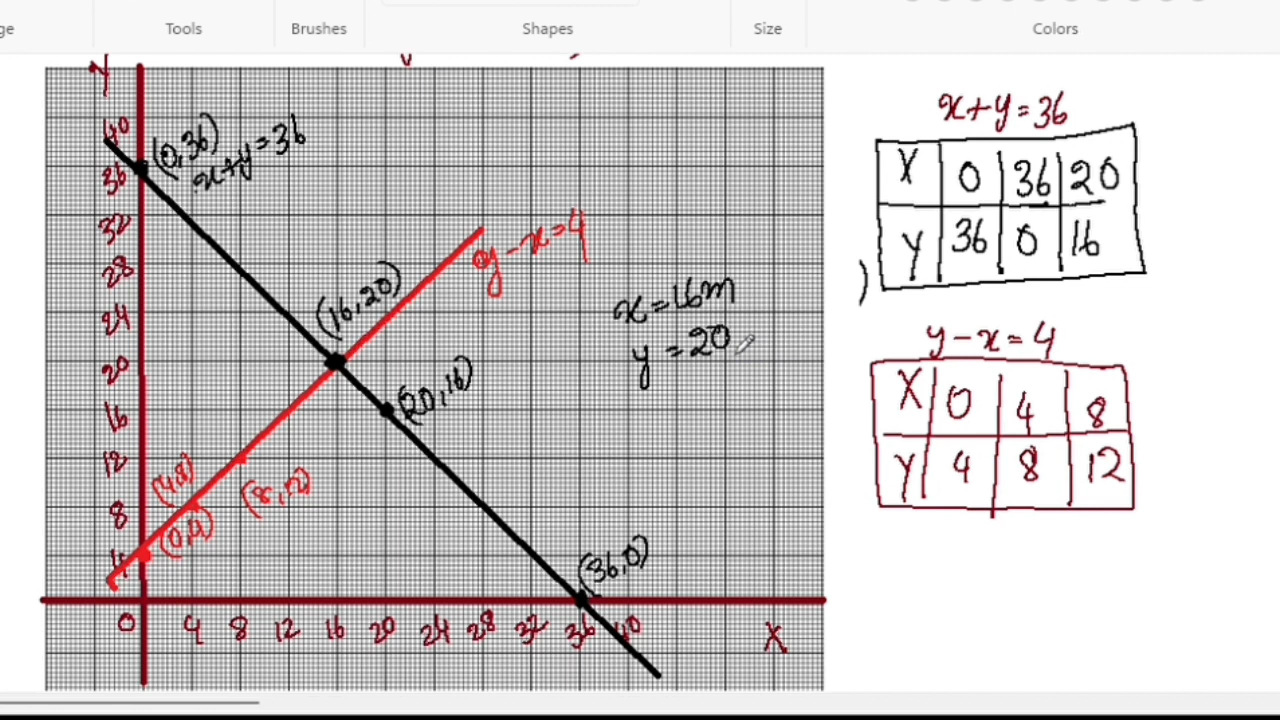 ge Tools Brushes Shapes Size Colors
Y
40
36
32
28
24
20
16
12
8
4
0 4 8 12 16 20 24 28 32 36 40 X
(0,36)
x+y=36
y-x=4
(16,20)
(20,16)
(4,8)
(8,12)
(0,4)
(36,0)
x=16m
y=20
x+y=36
X 0 36 20
Y 36 0 16
)
y-x=4
X 0 4 8
Y 4 8 12